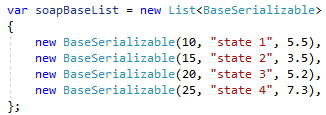 var soapBaseList = new List<BaseSerializable>
{
    new BaseSerializable(10, "state 1", 5.5),
    new BaseSerializable(15, "state 2", 3.5),
    new BaseSerializable(20, "state 3", 5.2),
    new BaseSerializable(25, "state 4", 7.3),
};